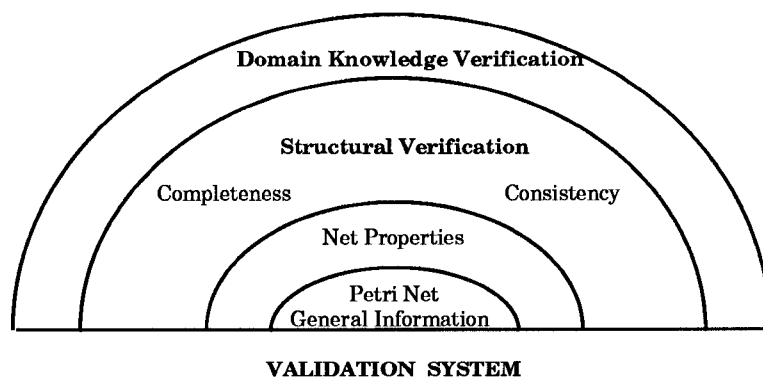 Domain Knowledge Verification
Structural Verification
Completeness Consistency
Net Properties
Petri Net
General Information
VALIDATION SYSTEM